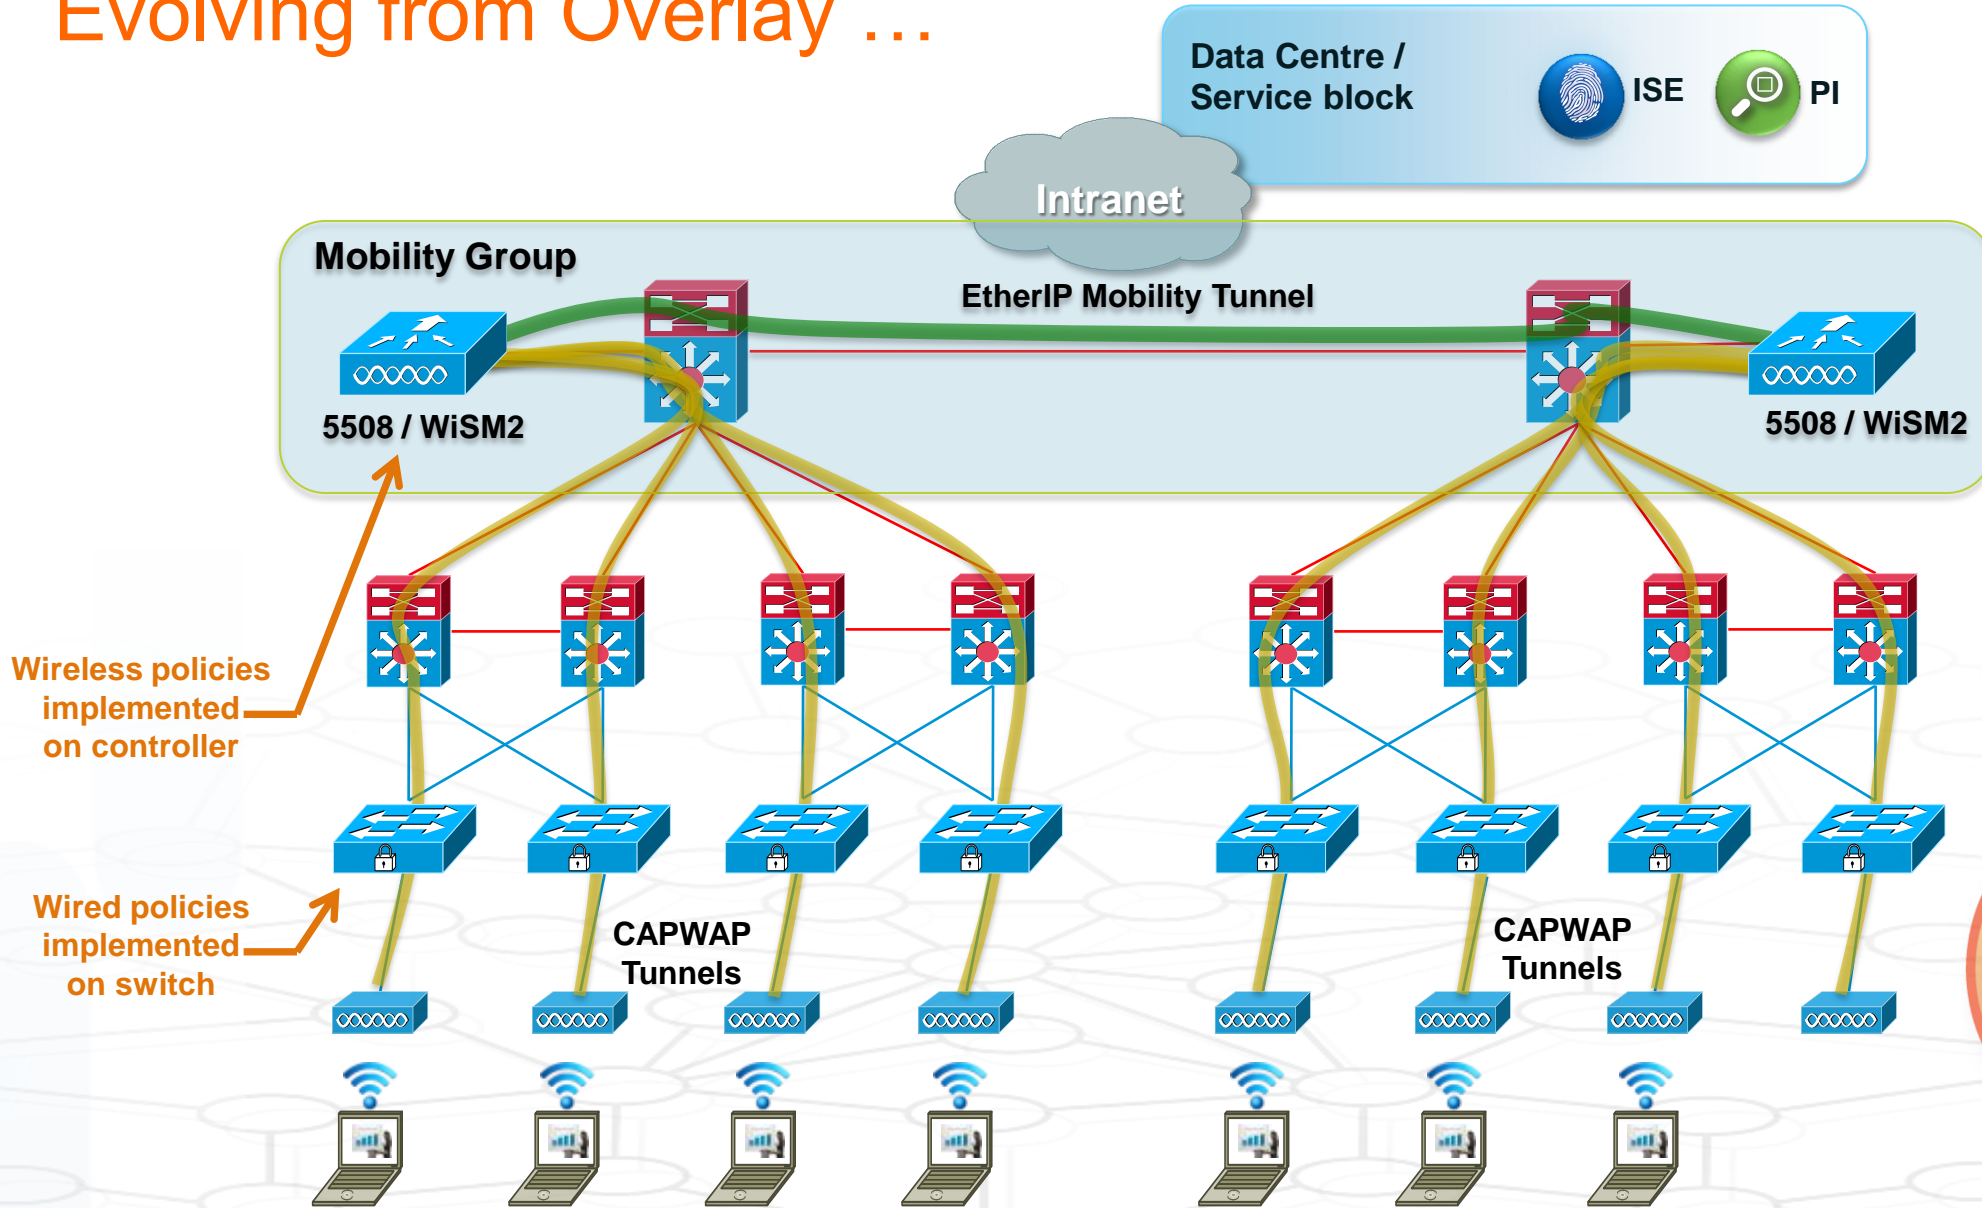 Evolving from Overlay ...
Data Centre /
Service block
ISE
PI
Intranet
Mobility Group
EtherIP Mobility Tunnel
5508 / WiSM2
5508 / WiSM2
Wireless policies
implemented
on controller
Wired policies
implemented
on switch
CAPWAP
Tunnels
CAPWAP
Tunnels